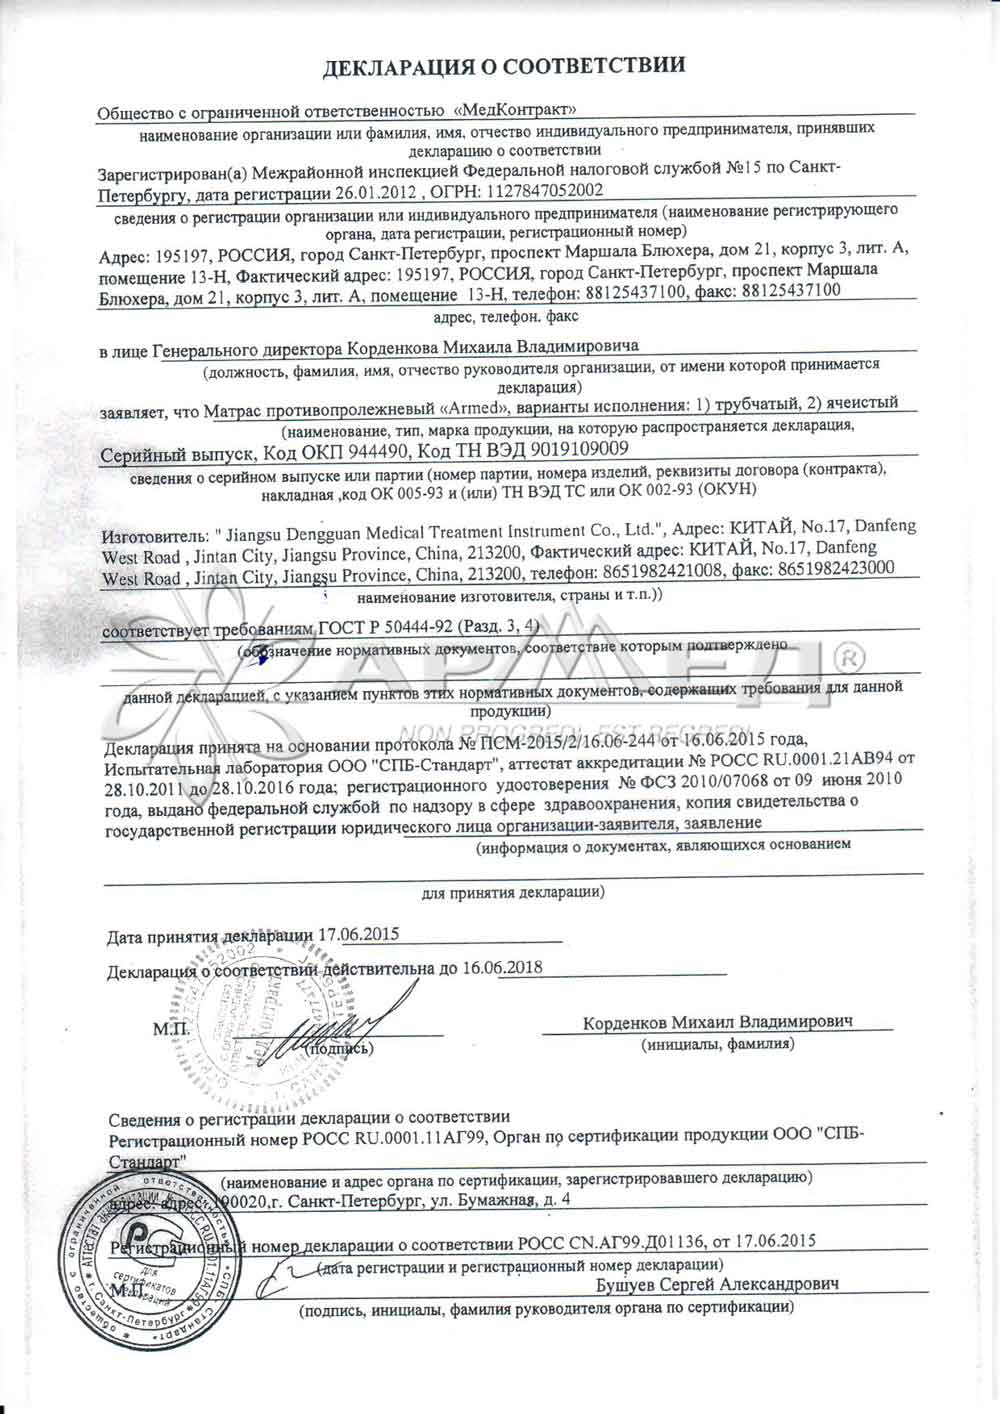 ДЕКЛАРАЦИЯ О СООТВЕТСТВИИ
Общество с ограниченной ответственностью «МедКонтракт»
наименование организации или фамилия, имя, отчество индивидуального предпринимателя, принявших
декларацию о соответствии
Зарегистрирован(а) Межрайонной инспекцией Федеральной налоговой службой №15 по Санкт-
Петербургу, дата регистрации 26.01.2012 , ОГРН: 1127847052002
сведения о регистрации организации или индивидуального предпринимателя (наименование регистрирующего
органа, дата регистрации, регистрационный номер)
Адрес: 195197, РОССИЯ, город Санкт-Петербург, проспект Маршала Блюхера, дом 21, корпус 3, лит. А,
помещение 13-Н, Фактический адрес: 195197, РОССИЯ, город Санкт-Петербург, проспект Маршала
Блюхера, дом 21, корпус 3, лит. А, помещение 13-Н, телефон: 88125437100, факс: 88125437100
адрес, телефон. факс
в лице Генерального директора Корденкова Михаила Владимировича
(должность, фамилия, имя, отчество руководителя организации, от имени которой принимается
декларация)
заявляет, что Матрас противопролежневый «Armed», варианты исполнения: 1) трубчатый, 2) ячеистый
(наименование, тип, марка продукции, на которую распространяется декларация,
Серийный выпуск, Код ОКП 944490, Код ТН ВЭД 9019109009
сведения о серийном выпуске или партии (номер партии, номера изделий, реквизиты договора (контракта),
накладная ,код ОК 005-93 и (или) ТН ВЭД ТС или ОК 002-93 (ОКУН)
Изготовитель: " Jiangsu Dengguan Medical Treatment Instrument Co., Ltd.", Адрес: КИТАЙ, No.17, Danfeng
West Road , Jintan City, Jiangsu Province, China, 213200, Фактический адрес: КИТАЙ, No.17, Danfeng
West Road , Jintan City, Jiangsu Province, China, 213200, телефон: 8651982421008, факс: 8651982423000
наименование изготовителя, страны и т.п.))
соответствует требованиям ГОСТ Р 50444-92 (Разд. 3, 4)
(обозначение нормативных документов, соответствие которым подтверждено
АРМЕД®
данной декларацией, с указанием пунктов этих нормативных документов, содержащих требования для данной
продукции)
NON PROGREDI EST REGREDI
Декларация принята на основании протокола № ПСМ-2015/2/16.06-244 от 16.06.2015 года,
Испытательная лаборатория ООО "СПБ-Стандарт", аттестат аккредитации № РОСС RU.0001.21АВ94 от
28.10.2011 до 28.10.2016 года; регистрационного удостоверения № ФСЗ 2010/07068 от 09 июня 2010
года, выдано федеральной службой по надзору в сфере здравоохранения, копия свидетельства о
государственной регистрации юридического лица организации-заявителя, заявление
(информация о документах, являющихся основанием
для принятия декларации)
Дата принятия декларации 17.06.2015
Декларация о соответствии действительна до 16.06.2018
МедКонтракт
М.П.
(подпись)
Корденков Михаил Владимирович
(инициалы, фамилия)
Сведения о регистрации декларации о соответствии
Регистрационный номер РОСС RU.0001.11АГ99, Орган по сертификации продукции ООО "СПБ-
Стандарт"
(наименование и адрес органа по сертификации, зарегистрировавшего декларацию)
адрес: адрес:190020,г. Санкт-Петербург, ул. Бумажная, д. 4
Регистрационный номер декларации о соответствии РОСС CN.АГ99.Д01136, от 17.06.2015
(дата регистрации и регистрационный номер декларации)
М.П.
Бушуев Сергей Александрович
(подпись, инициалы, фамилия руководителя органа по сертификации)
для
сертификатов
г. Санкт-Петербург